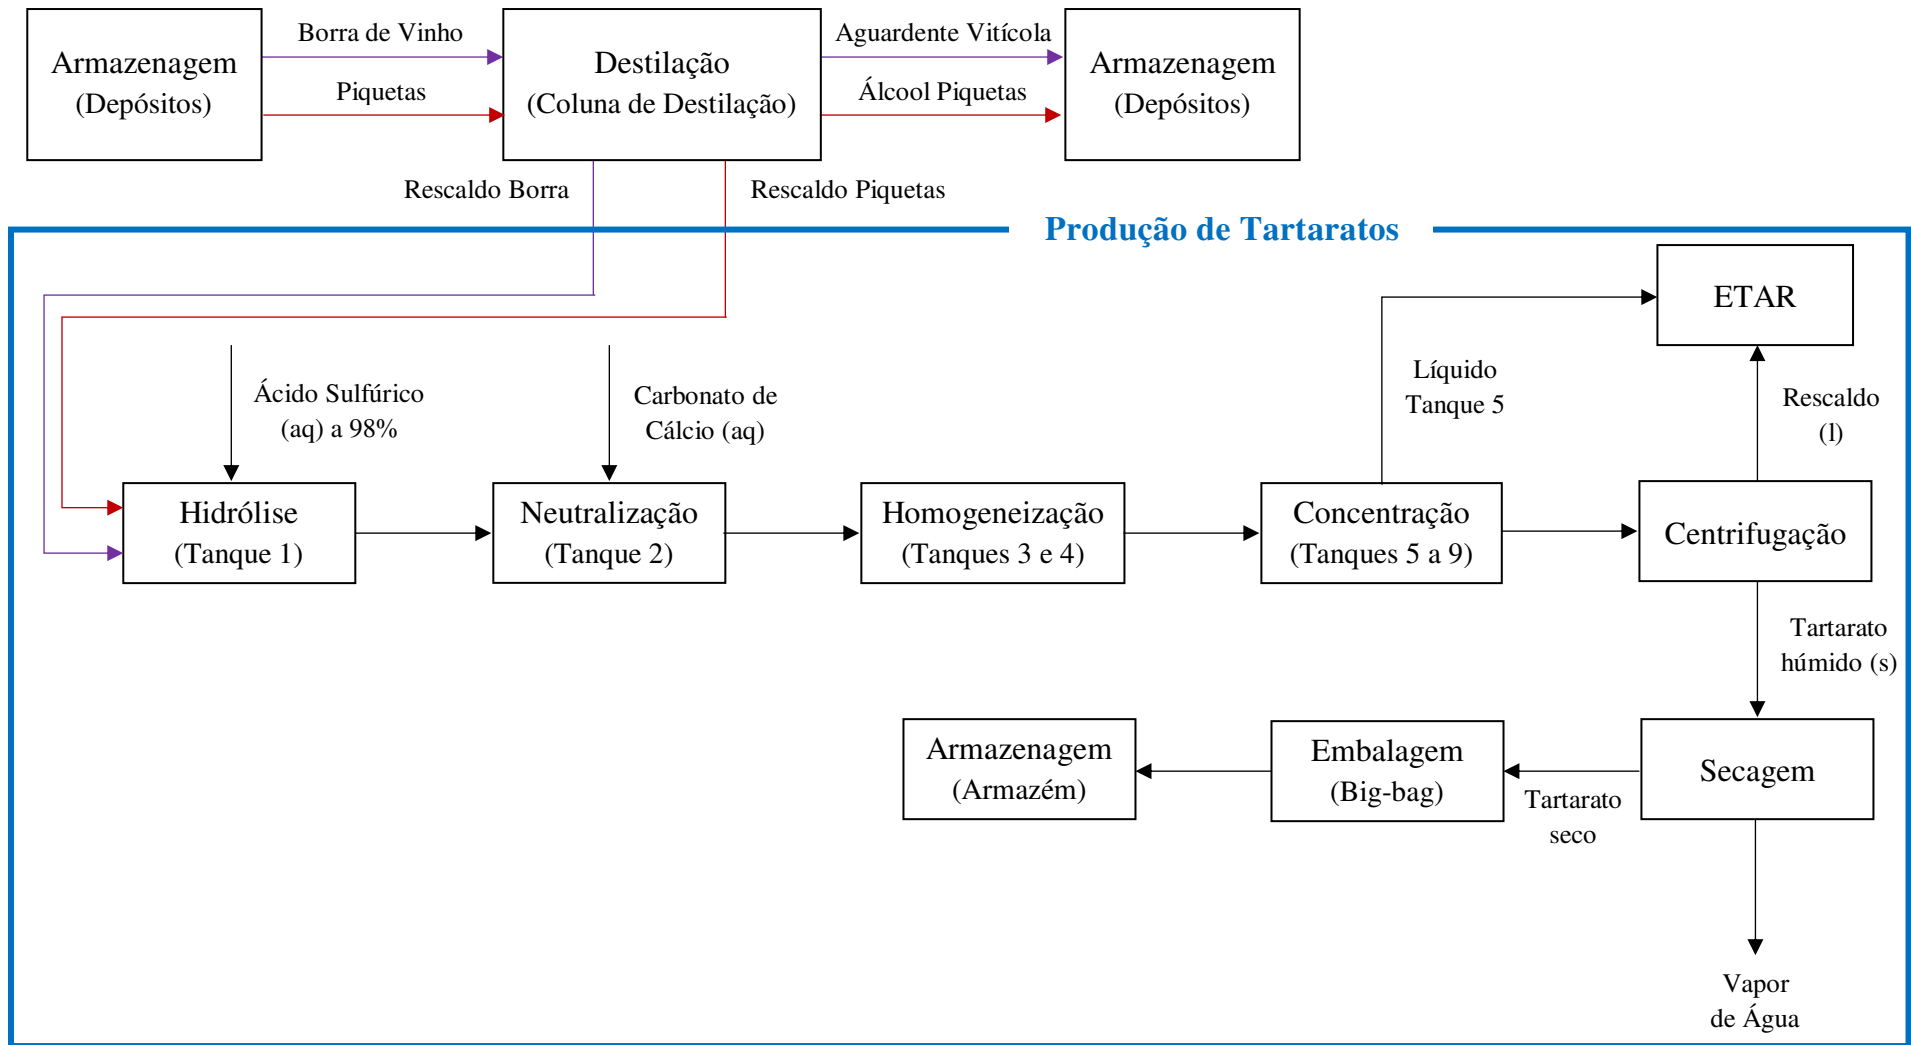 Armazenagem
(Depósitos)
Borra de Vinho
Piquetas
Destilação
(Coluna de Destilação)
Aguardente Vitícola
Álcool Piquetas
Armazenagem
(Depósitos)
Rescaldo Borra
Rescaldo Piquetas
Produção de Tartaratos
ETAR
Líquido
Tanque 5
Rescaldo
(l)
Ácido Sulfúrico
(aq) a 98%
Carbonato de
Cálcio (aq)
Hidrólise
(Tanque 1)
Neutralização
(Tanque 2)
Homogeneização
(Tanques 3 e 4)
Concentração
(Tanques 5 a 9)
Centrifugação
Tartarato
húmido (s)
Armazenagem
(Armazém)
Embalagem
(Big-bag)
Tartarato
seco
Secagem
Vapor
de Água